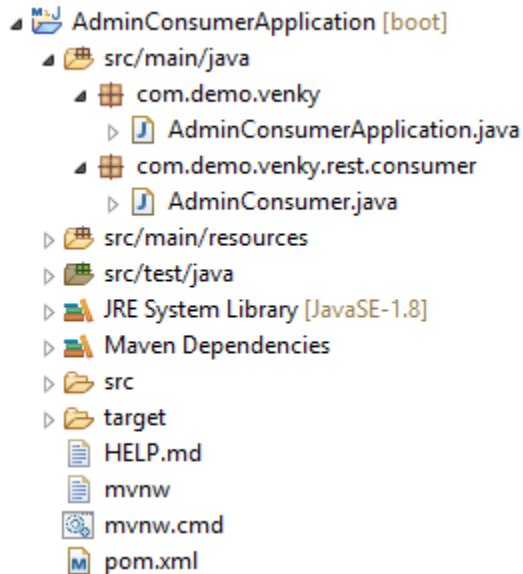 AdminConsumerApplication [boot]
src/main/java
com.demo.venky
AdminConsumerApplication.java
com.demo.venky.rest.consumer
AdminConsumer.java
src/main/resources
src/test/java
JRE System Library [JavaSE-1.8]
Maven Dependencies
src
target
HELP.md
mvnw
mvnw.cmd
pom.xml